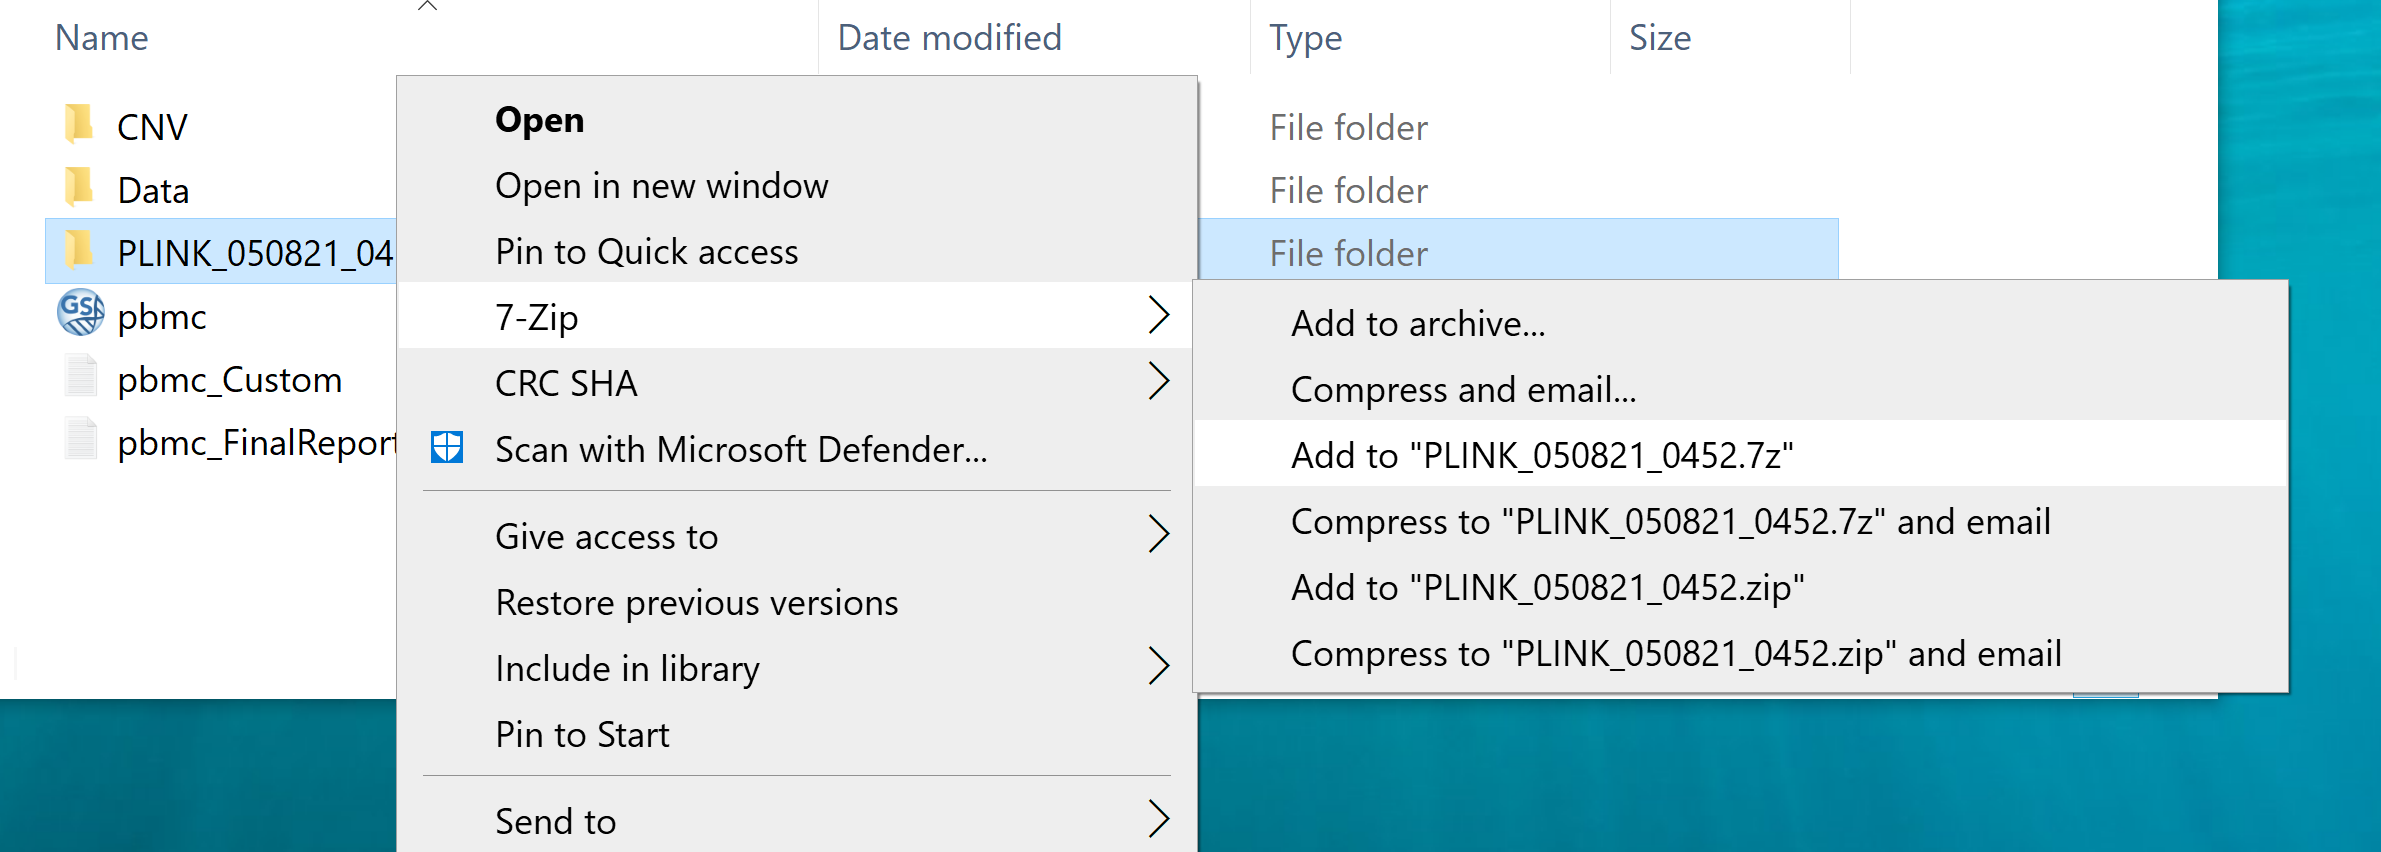 Name Date modified Type Size
CNV File folder
Data File folder
PLINK_050821_04 File folder
GS
pbmc
pbmc_Custom
pbmc_FinalReport
Open
Open in new window
Pin to Quick access
7-Zip
CRC SHA
Scan with Microsoft Defender...
Give access to
Restore previous versions
Include in library
Pin to Start
Send to
Add to archive...
Compress and email...
Add to "PLINK_050821_0452.7z"
Compress to "PLINK_050821_0452.7z" and email
Add to "PLINK_050821_0452.zip"
Compress to "PLINK_050821_0452.zip" and email